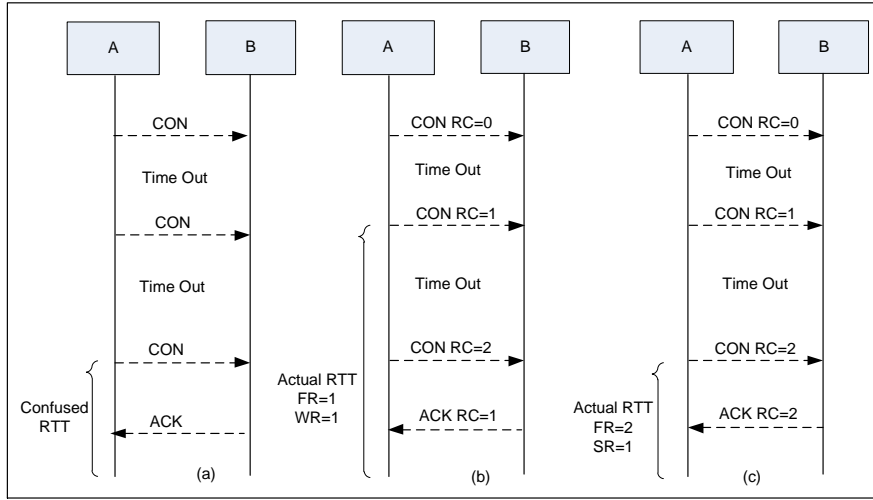 A
B
CON
Time Out
CON
Time Out
CON
Confused
RTT
ACK
(a)
A
B
CON RC=0
Time Out
CON RC=1
Time Out
CON RC=2
Actual RTT
FR=1
WR=1
ACK RC=1
(b)
A
B
CON RC=0
Time Out
CON RC=1
Time Out
CON RC=2
Actual RTT
FR=2
SR=1
ACK RC=2
(c)